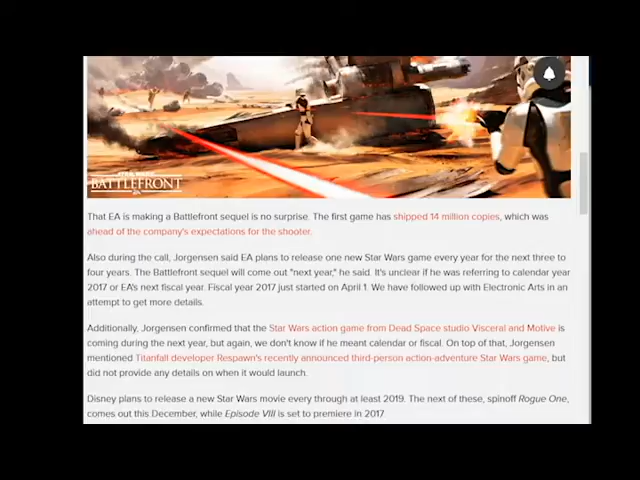 STAR WARS
BATTLEFRONT
EA
That EA is making a Battlefront sequel is no surprise. The first game has shipped 14 million copies, which was
ahead of the company's expectations for the shooter.
Also during the call, Jorgensen said EA plans to release one new Star Wars game every year for the next three to
four years. The Battlefront sequel will come out "next year," he said. It's unclear if he was referring to calendar year
2017 or EA's next fiscal year. Fiscal year 2017 just started on April 1. We have followed up with Electronic Arts in an
attempt to get more details.
Additionally, Jorgensen confirmed that the Star Wars action game from Dead Space studio Visceral and Motive is
coming during the next year, but again, we don't know if he meant calendar or fiscal. On top of that, Jorgensen
mentioned Titanfall developer Respawn's recently announced third-person action-adventure Star Wars game, but
did not provide any details on when it would launch.
Disney plans to release a new Star Wars movie every through at least 2019. The next of these, spinoff Rogue One,
comes out this December, while Episode VIII is set to premiere in 2017.